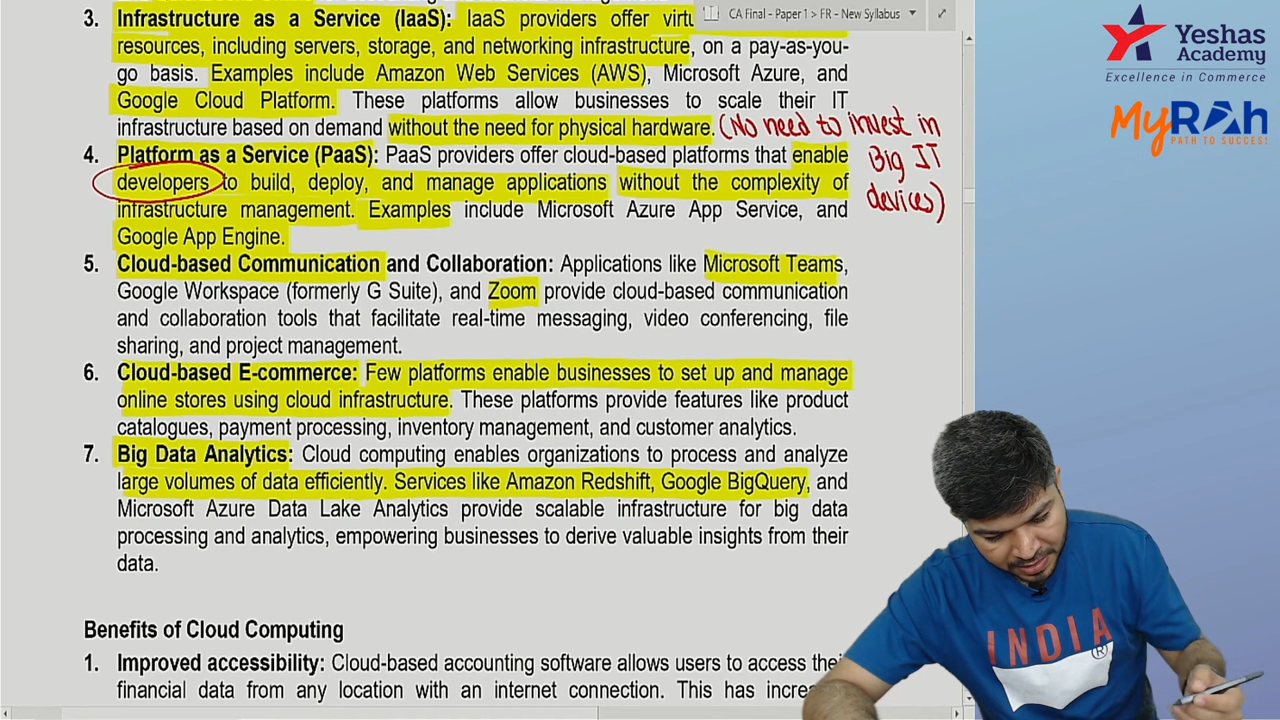 CA Final - Paper 1 > FR - New Syllabus
3. Infrastructure as a Service (IaaS): IaaS providers offer virtu
resources, including servers, storage, and networking infrastructure, on a pay-as-you-
go basis. Examples include Amazon Web Services (AWS), Microsoft Azure, and
Google Cloud Platform. These platforms allow businesses to scale their IT
infrastructure based on demand without the need for physical hardware. (No need to invest in
Big IT
devices)
4. Platform as a Service (PaaS): PaaS providers offer cloud-based platforms that enable
developers to build, deploy, and manage applications without the complexity of
infrastructure management. Examples include Microsoft Azure App Service, and
Google App Engine.
5. Cloud-based Communication and Collaboration: Applications like Microsoft Teams,
Google Workspace (formerly G Suite), and Zoom provide cloud-based communication
and collaboration tools that facilitate real-time messaging, video conferencing, file
sharing, and project management.
6. Cloud-based E-commerce: Few platforms enable businesses to set up and manage
online stores using cloud infrastructure. These platforms provide features like product
catalogues, payment processing, inventory management, and customer analytics.
7. Big Data Analytics: Cloud computing enables organizations to process and analyze
large volumes of data efficiently. Services like Amazon Redshift, Google BigQuery, and
Microsoft Azure Data Lake Analytics provide scalable infrastructure for big data
processing and analytics, empowering businesses to derive valuable insights from their
data.
Benefits of Cloud Computing
1. Improved accessibility: Cloud-based accounting software allows users to access thei
financial data from any location with an internet connection. This has increa
Yeshas
Academy
Excellence in Commerce
MyRAh
PATH TO SUCCESS
INDIA
®